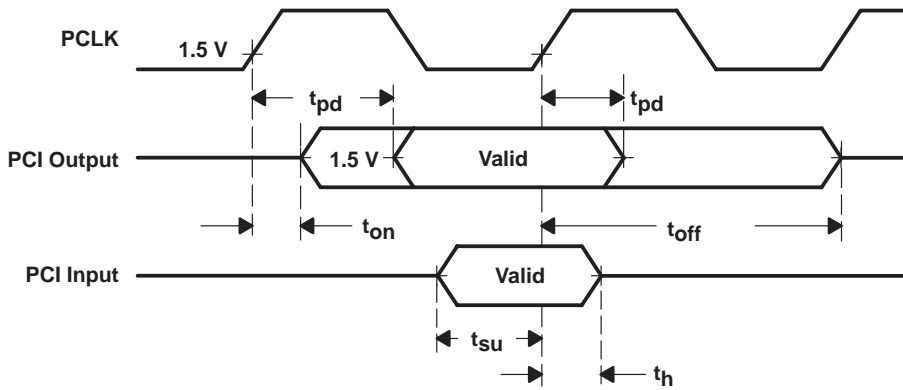 PCLK
1.5 V
tpd
tpd
PCI Output
1.5 V
Valid
ton
toff
PCI Input
Valid
tsu
th